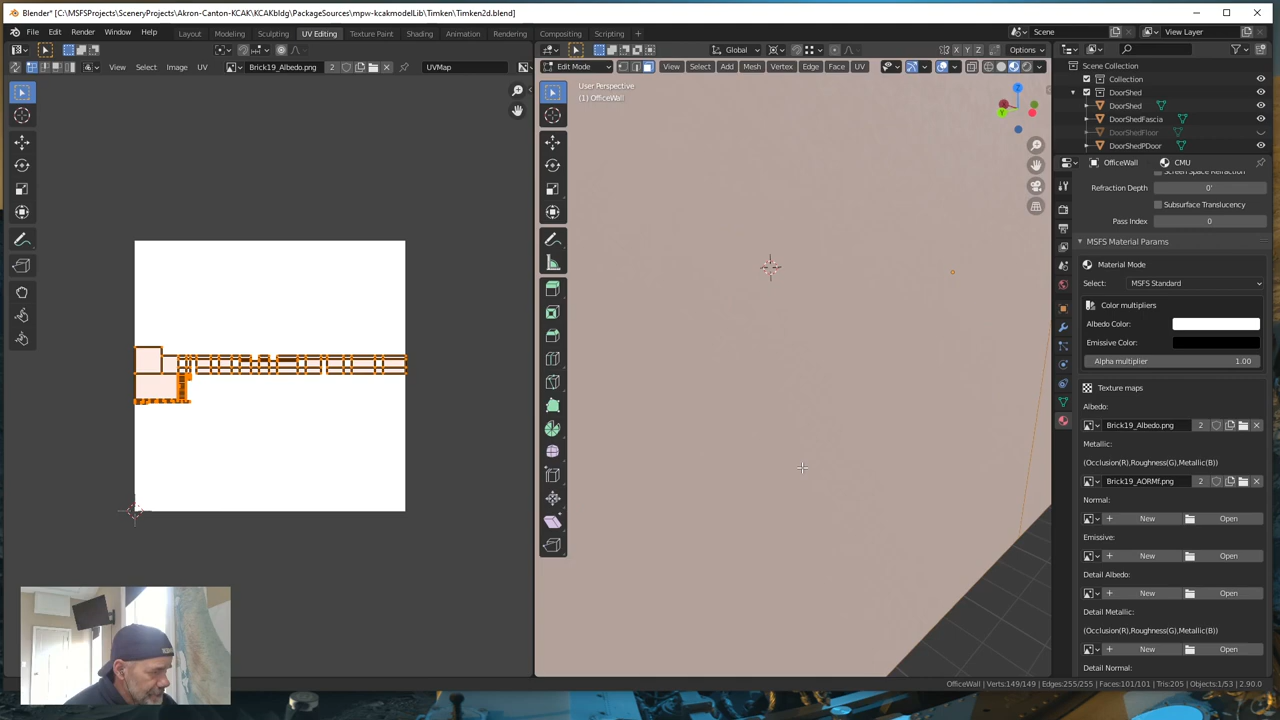 Blender* [C:\MSFSProjects\SceneryProjects\Akron-Canton-KCAK\KCAKbldg\PackageSources\mpw-kcakmodelLib\Timken\Timken2d.blend]
File Edit Render Window Help Layout Modeling Sculpting UV Editing Texture Paint Shading Animation Rendering Compositing Scripting Scene View Layer
Global Options
View Select Image UV Brick19_Albedo.png 2 UVMap
Edit Mode View Select Add Mesh Vertex Edge Face UV
Scene Collection
Collection
DoorShed
DoorShed
DoorShedFascia
DoorShedFloor
DoorShedPDoor
User Perspective
(1) OfficeWall
OfficeWall CMU
Screen Space Refraction
Refraction Depth 0'
Subsurface Translucency
Pass Index 0
MSFS Material Params
Material Mode
Select: MSFS Standard
Color multipliers
Albedo Color:
Emissive Color:
Alpha multiplier 1.00
Texture maps
Albedo:
Brick19_Albedo.png 2
Metallic:
(Occlusion(R),Roughness(G),Metallic(B))
Brick19_AORMf.png 2
Normal:
New Open
Emissive:
New Open
Detail Albedo:
New Open
Detail Metallic:
(Occlusion(R),Roughness(G),Metallic(B))
New Open
Detail Normal:
OfficeWall | Verts:149/149 | Edges:255/255 | Faces:101/101 | Tris:205 | Objects:1/53 | 2.90.0